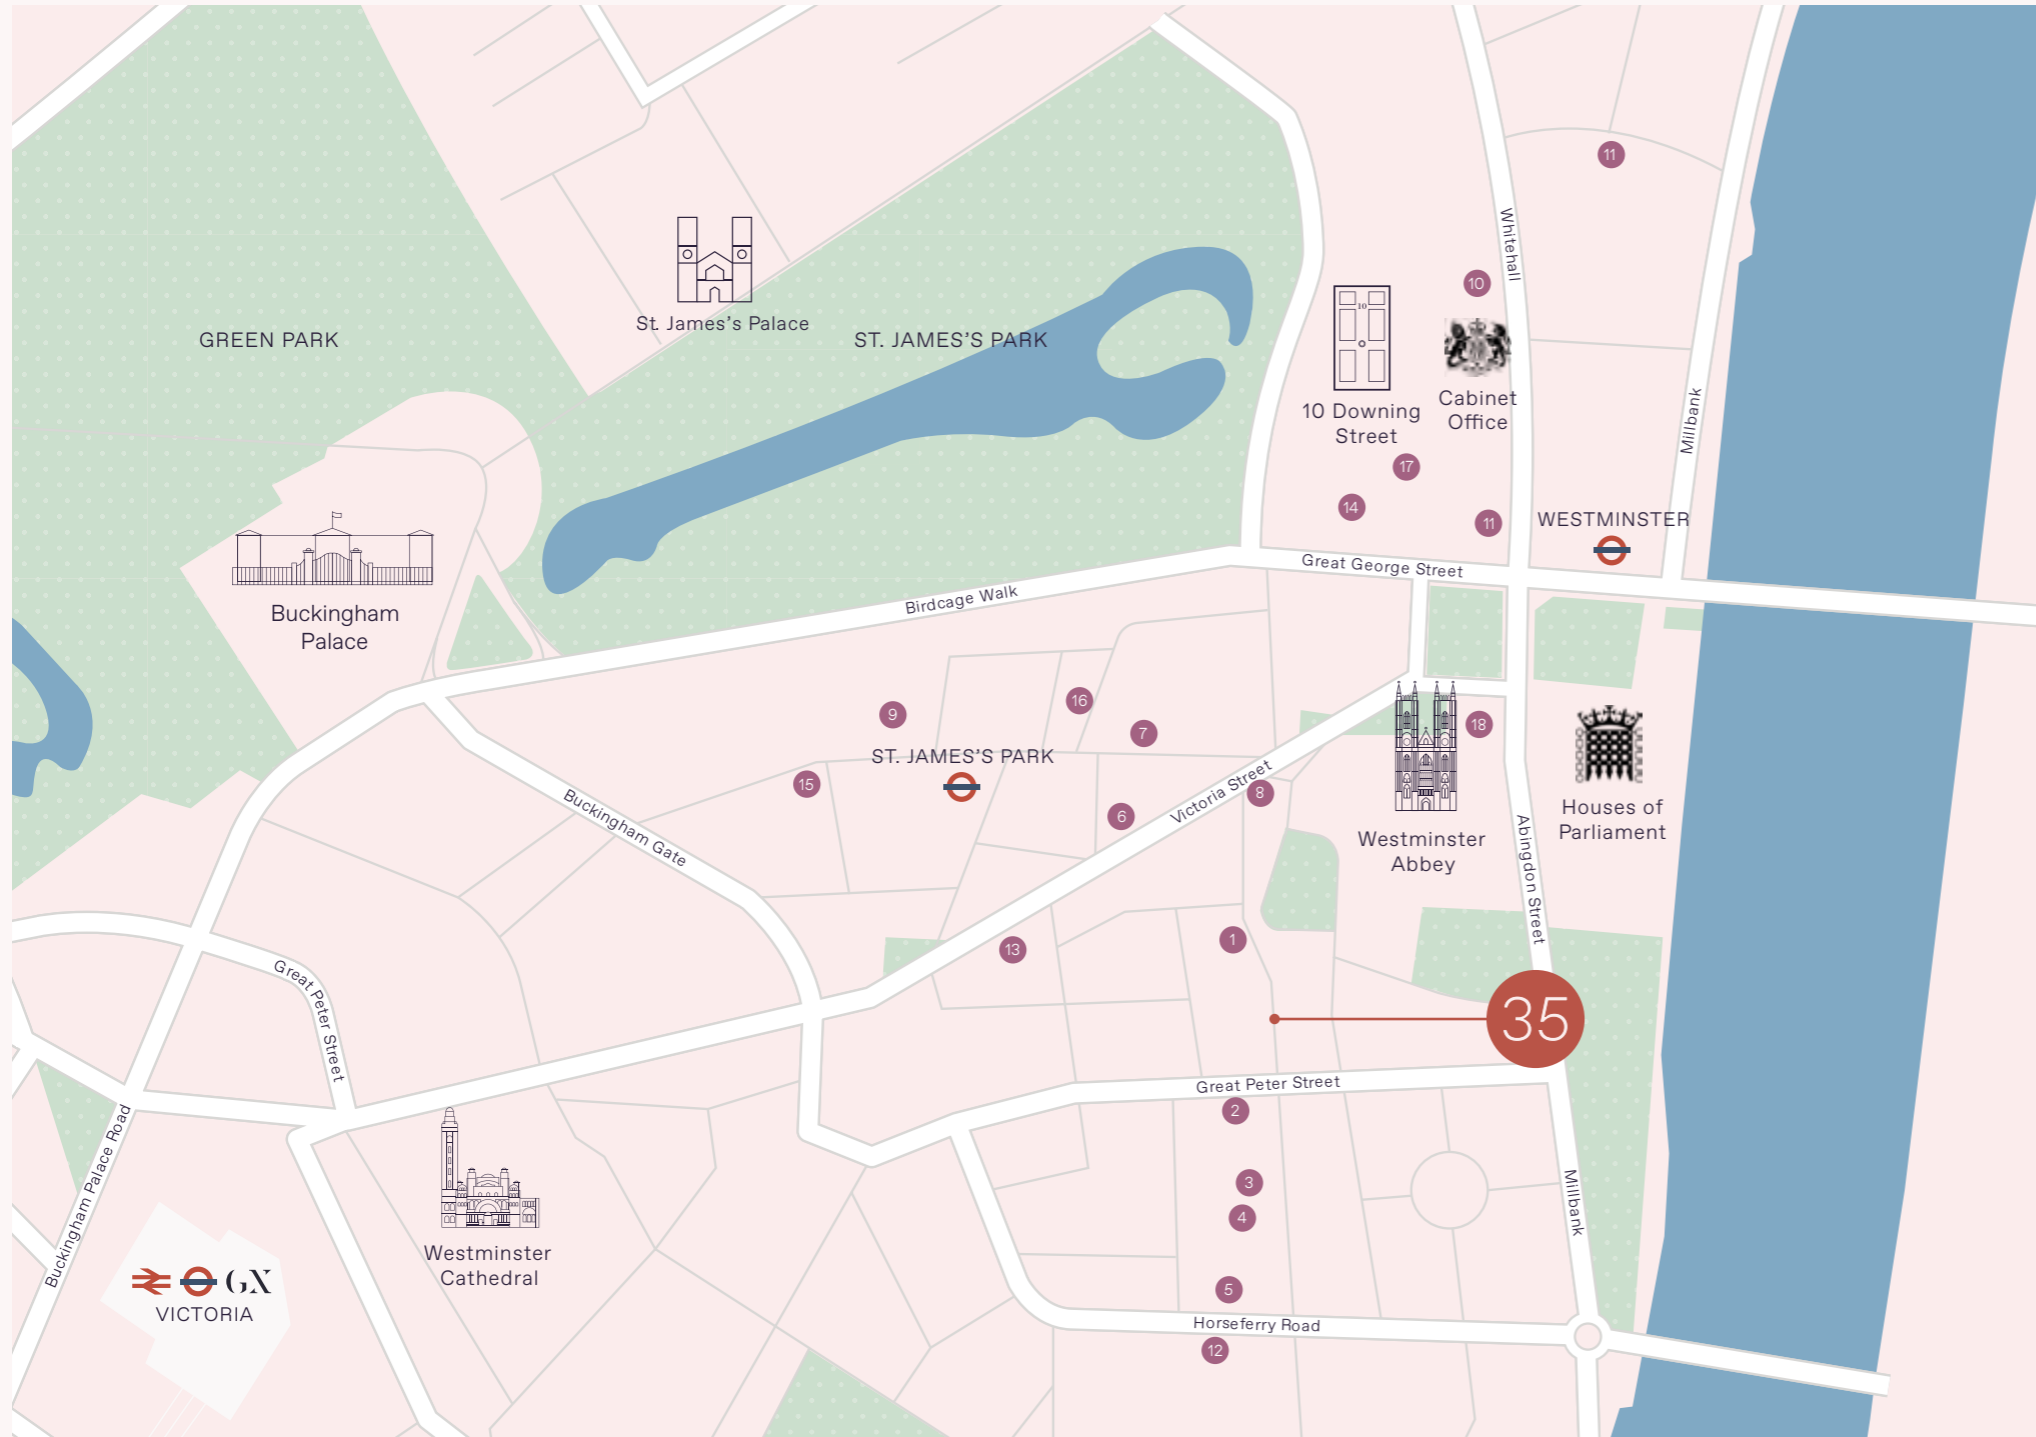 11
Whitehall
10
St. James's Palace
GREEN PARK
ST. JAMES'S PARK
10
10 Downing
Street
Cabinet
Office
Millbank
17
14
11
WESTMINSTER
Great George Street
Birdcage Walk
Buckingham
Palace
16
9
7
18
ST. JAMES'S PARK
15
Buckingham Gate
6
Victoria Street
8
Westminster
Abbey
Houses of
Parliament
Abingdon Street
13
1
Great Peter Street
35
Great Peter Street
2
Buckingham Palace Road
3
4
Millbank
Westminster
Cathedral
GX
VICTORIA
5
Horseferry Road
12